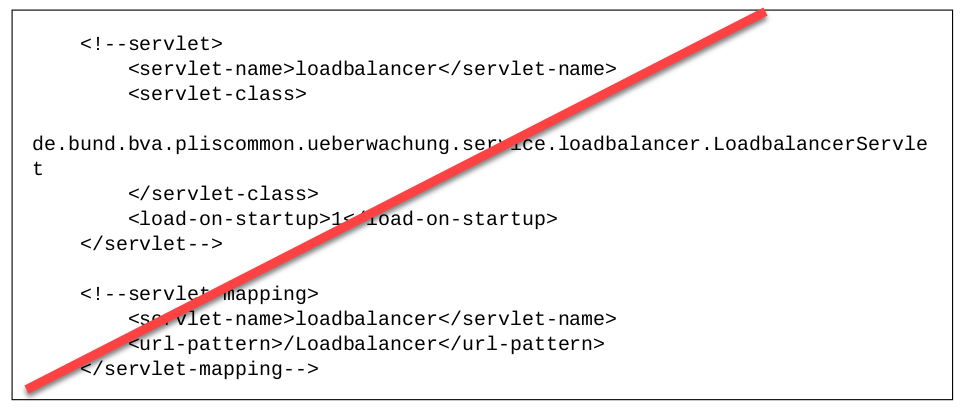 <!--servlet>
<servlet-name>loadbalancer</servlet-name>
<servlet-class>
de.bund.bva.pliscommon.ueberwachung.service.loadbalancer.LoadbalancerServle
t
</servlet-class>
<load-on-startup>1</load-on-startup>
</servlet-->
<!--servlet-mapping>
<servlet-name>loadbalancer</servlet-name>
<url-pattern>/Loadbalancer</url-pattern>
</servlet-mapping-->